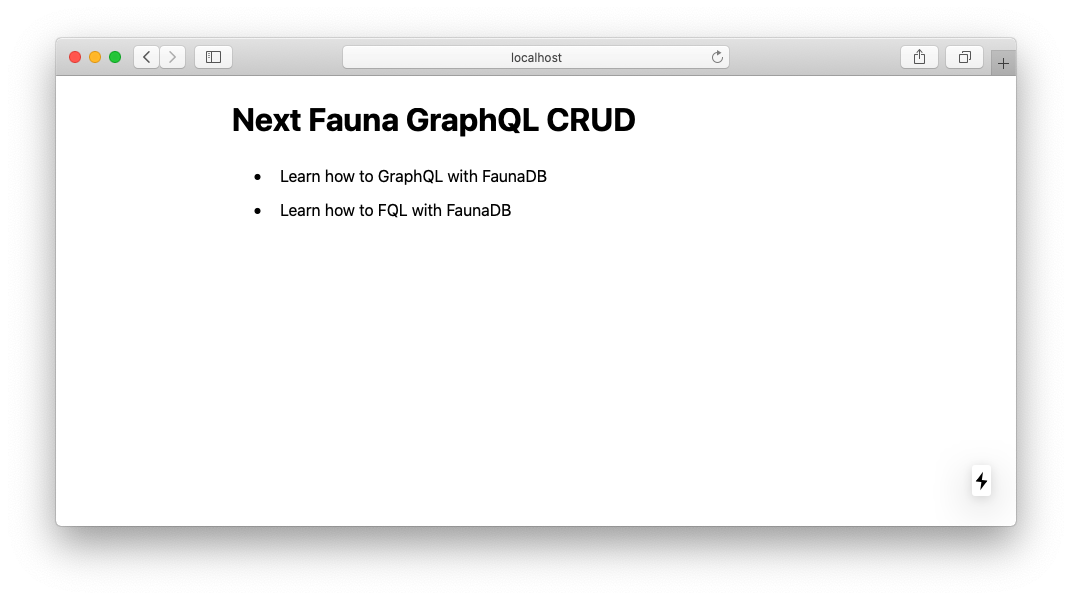 localhost
Next Fauna GraphQL CRUD
Learn how to GraphQL with FaunaDB
Learn how to FQL with FaunaDB